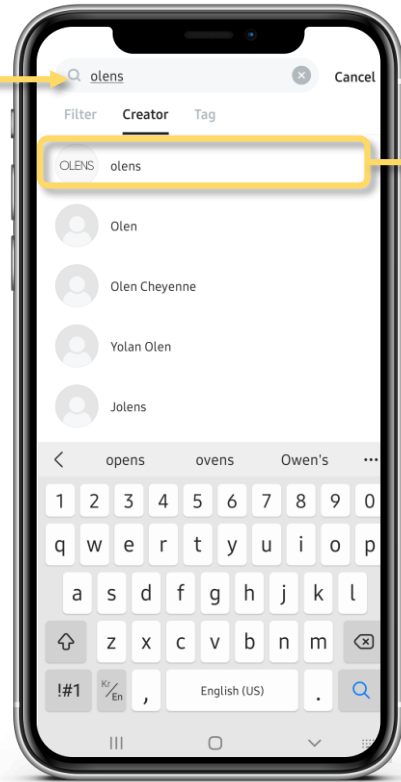 olens Cancel
Filter Creator Tag
OLENS olens
Olen
Olen Cheyenne
Yolan Olen
Jolens
opens ovens Owen's ...
1 2 3 4 5 6 7 8 9 0
q w e r t y u i o p
a s d f g h j k l
z x c v b n m
!#1 Kr/En , English (US) .